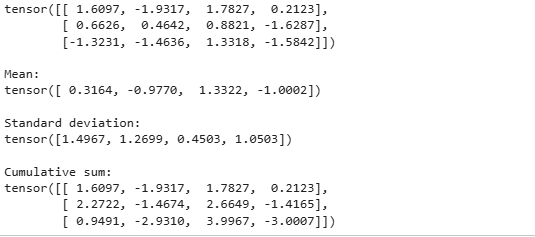 tensor([[ 1.6097, -1.9317,  1.7827,  0.2123],
        [ 0.6626,  0.4642,  0.8821, -1.6287],
        [-1.3231, -1.4636,  1.3318, -1.5842]])
Mean:
tensor([ 0.3164, -0.9770,  1.3322, -1.0002])
Standard deviation:
tensor([1.4967, 1.2699, 0.4503, 1.0503])
Cumulative sum:
tensor([[ 1.6097, -1.9317,  1.7827,  0.2123],
        [ 2.2722, -1.4674,  2.6649, -1.4165],
        [ 0.9491, -2.9310,  3.9967, -3.0007]])